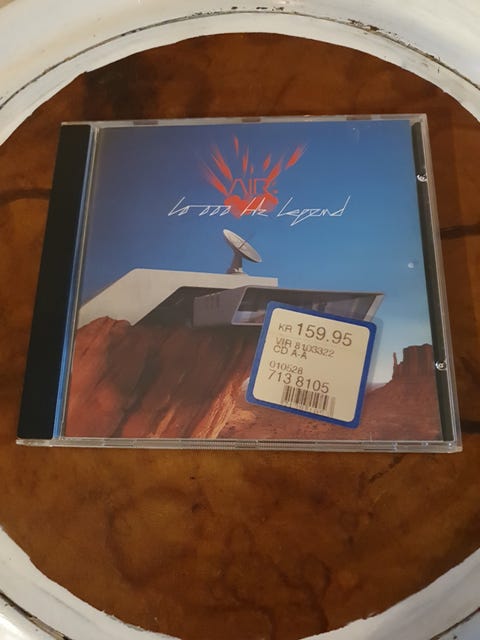 AIR
10 000 Hz Legend
KR 159.95
VIR 8103322
CD A-A
010528
713 8105